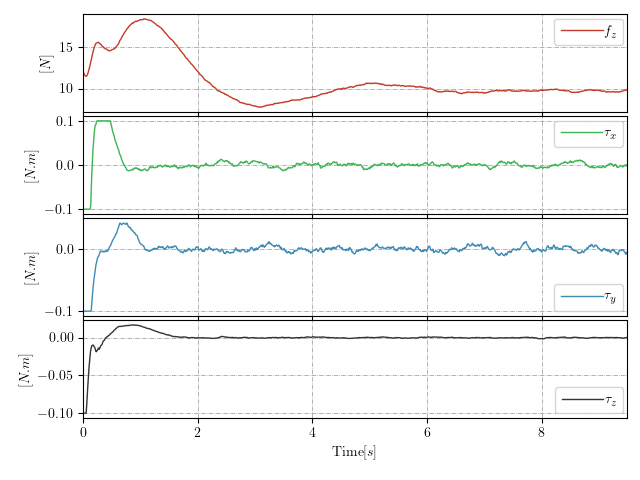 [N]
15
10
f_z
[N.m]
0.1
0.0
−0.1
τ_x
[N.m]
0.0
−0.1
τ_y
[N.m]
0.00
−0.05
−0.10
τ_z
0 2 4 6 8
Time[s]